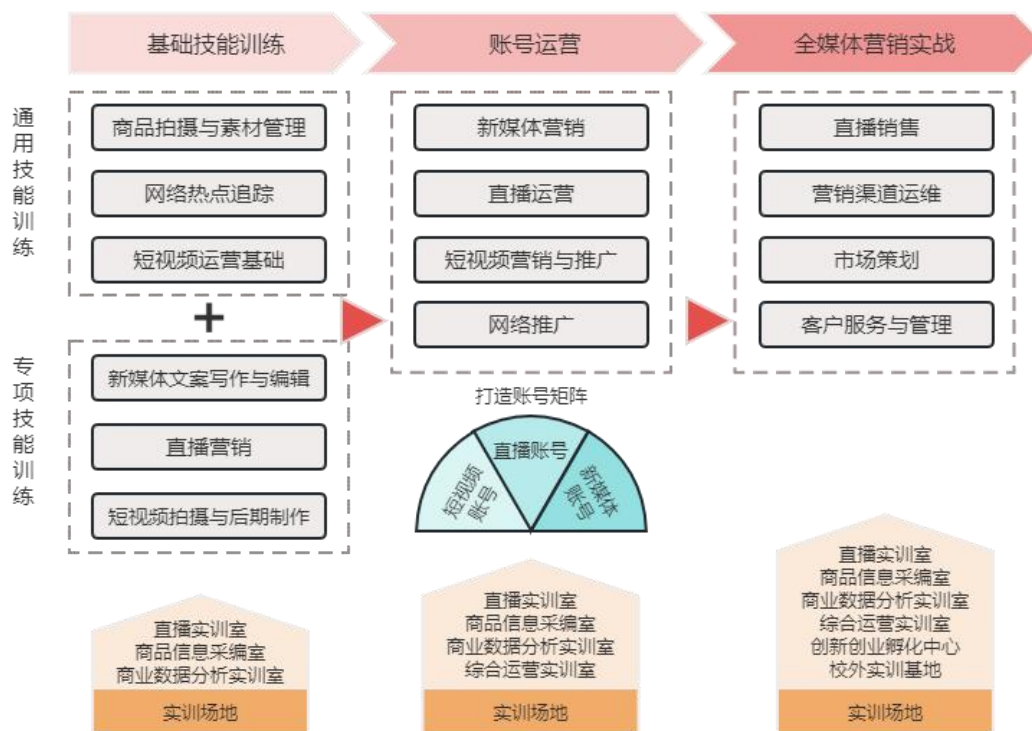 基础技能训练
账号运营
全媒体营销实战
通用技能训练
商品拍摄与素材管理
网络热点追踪
短视频运营基础
+
专项技能训练
新媒体文案写作与编辑
直播营销
短视频拍摄与后期制作
新媒体营销
直播运营
短视频营销与推广
网络推广
打造账号矩阵
短视频
账号
直播账号
新媒体
账号
直播销售
营销渠道运维
市场策划
客户服务与管理
直播实训室
商品信息采编室
商业数据分析实训室
实训场地
直播实训室
商品信息采编室
商业数据分析实训室
综合运营实训室
实训场地
直播实训室
商品信息采编室
商业数据分析实训室
综合运营实训室
创新创业孵化中心
校外实训基地
实训场地